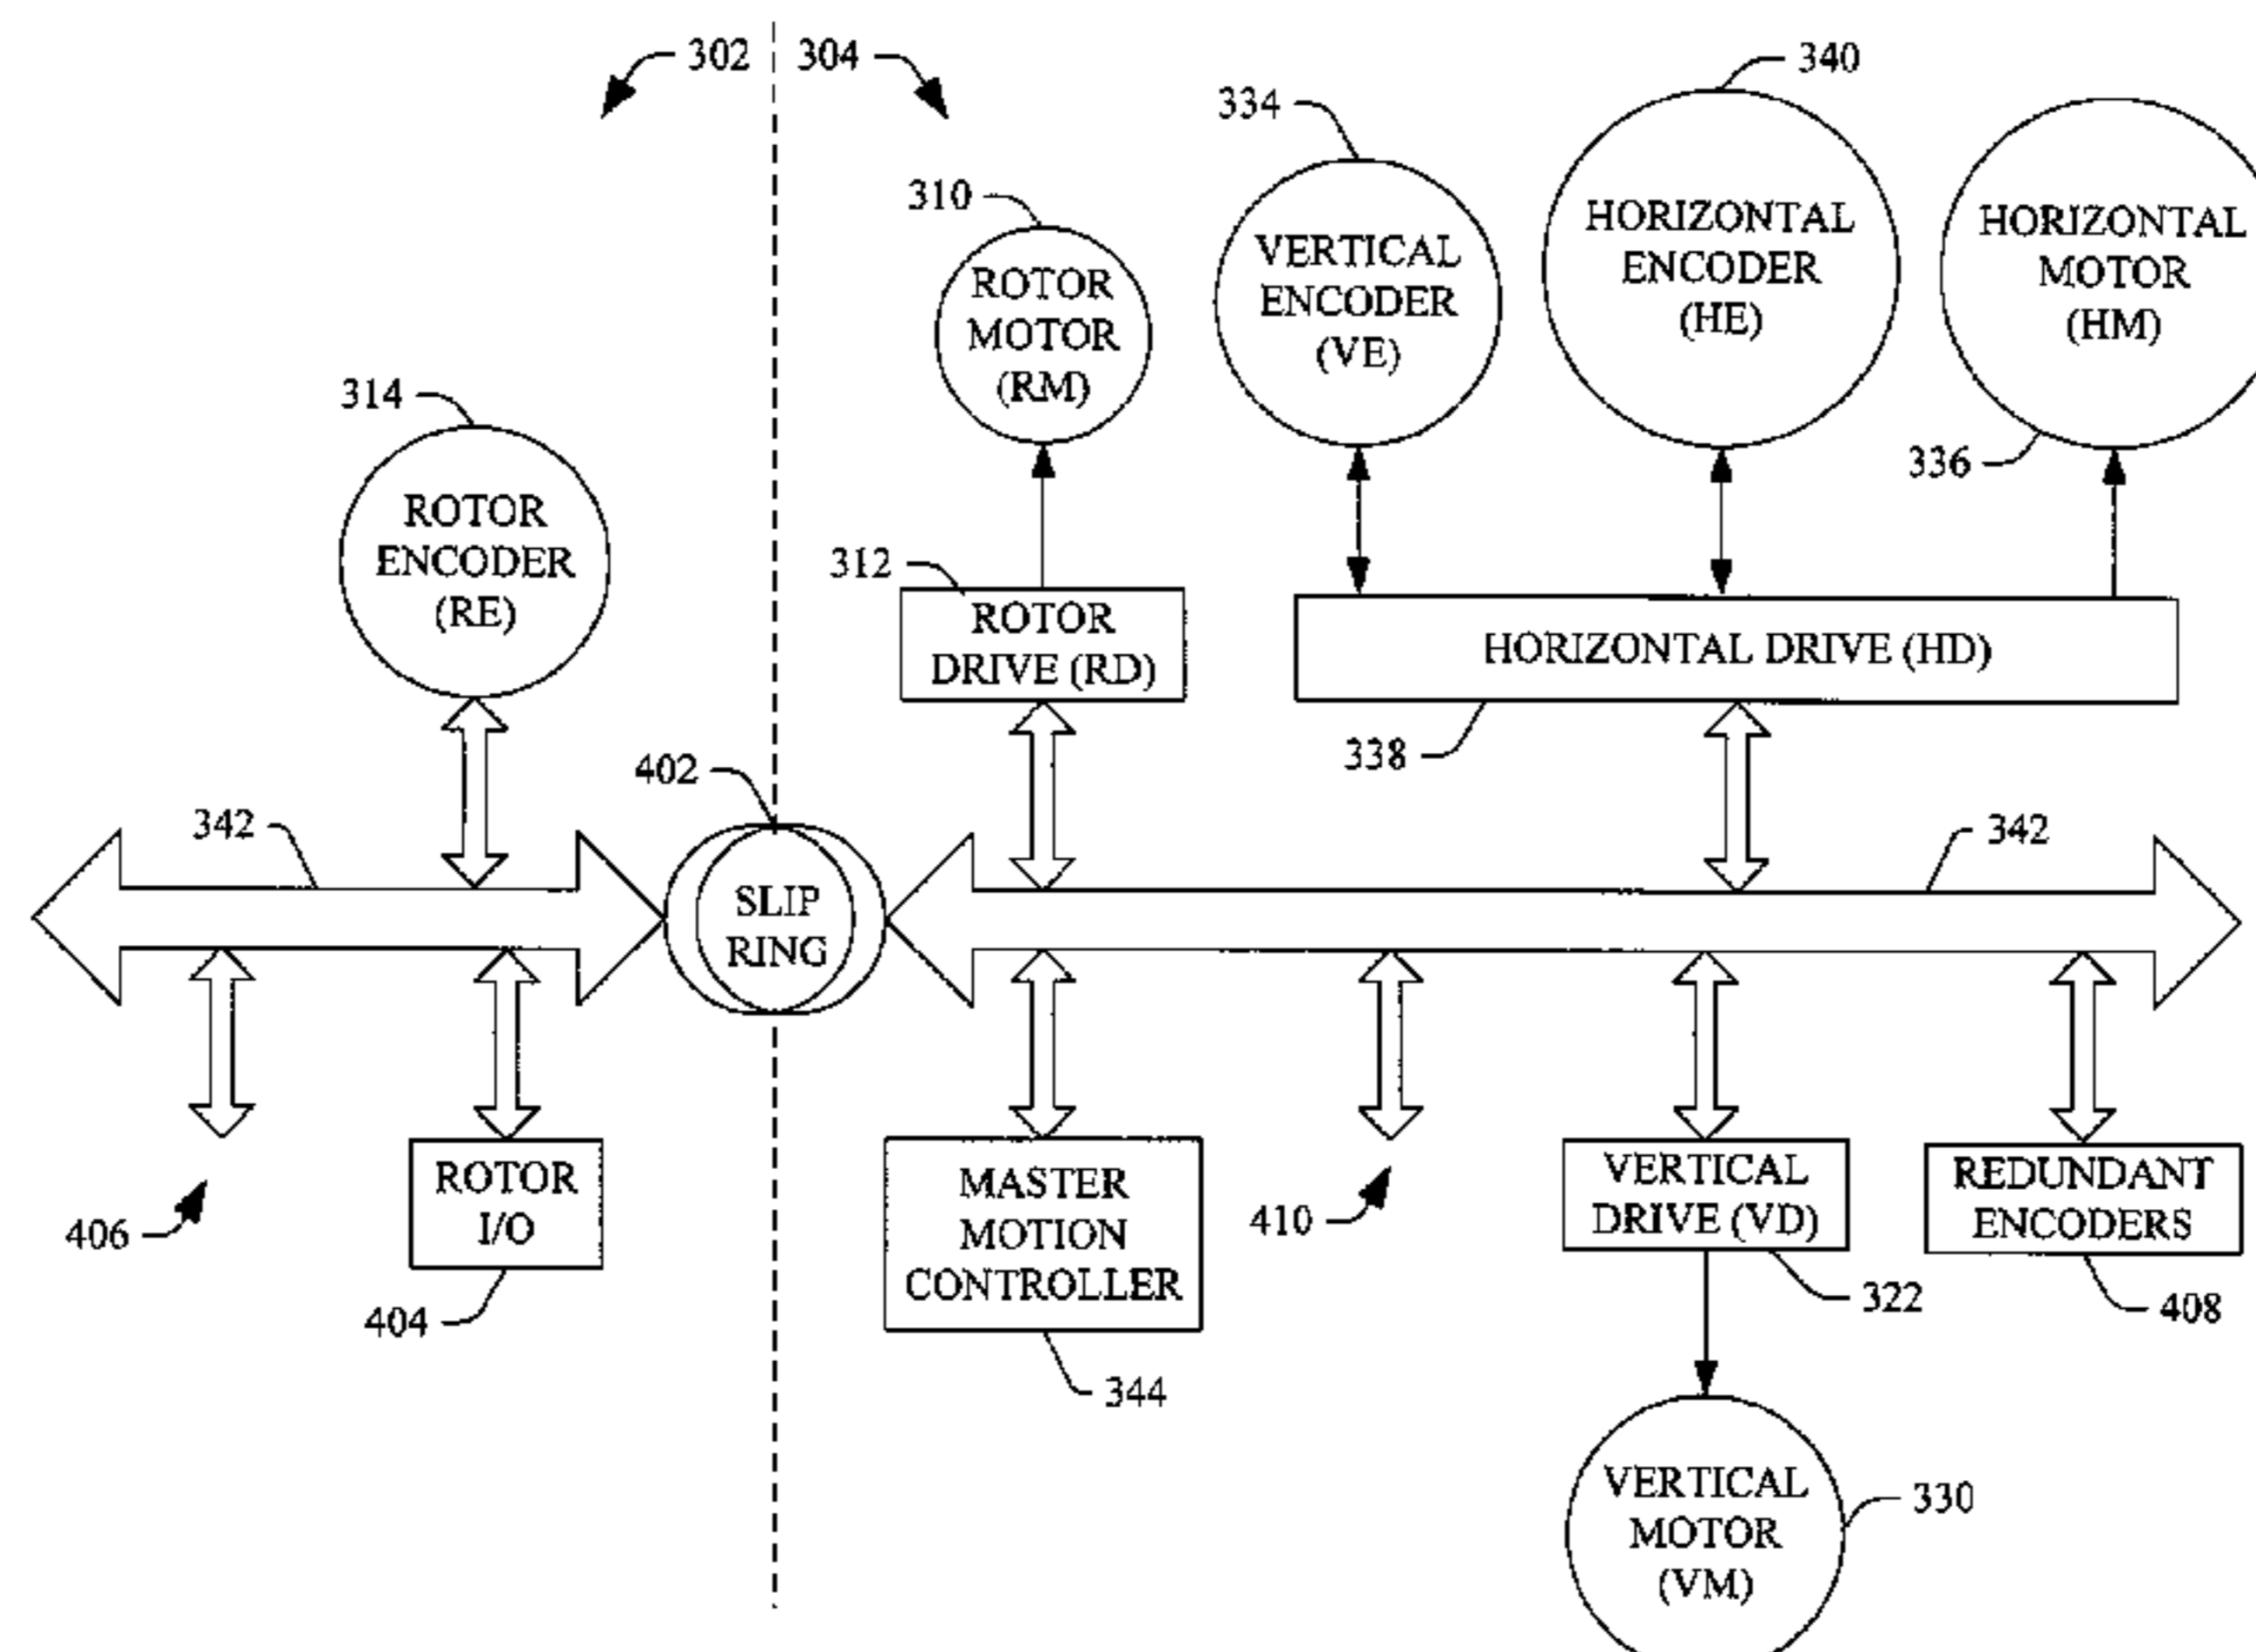 302
304
340
334
310
HORIZONTAL
ENCODER
(HE)
HORIZONTAL
MOTOR
(HM)
VERTICAL
ENCODER
(VE)
ROTOR
MOTOR
(RM)
314
336
ROTOR
ENCODER
(RE)
312
ROTOR
DRIVE (RD)
HORIZONTAL DRIVE (HD)
338
402
342
342
SLIP
RING
ROTOR
I/O
MASTER
MOTION
CONTROLLER
VERTICAL
DRIVE (VD)
REDUNDANT
ENCODERS
406
410
404
322
408
344
VERTICAL
MOTOR
(VM)
330